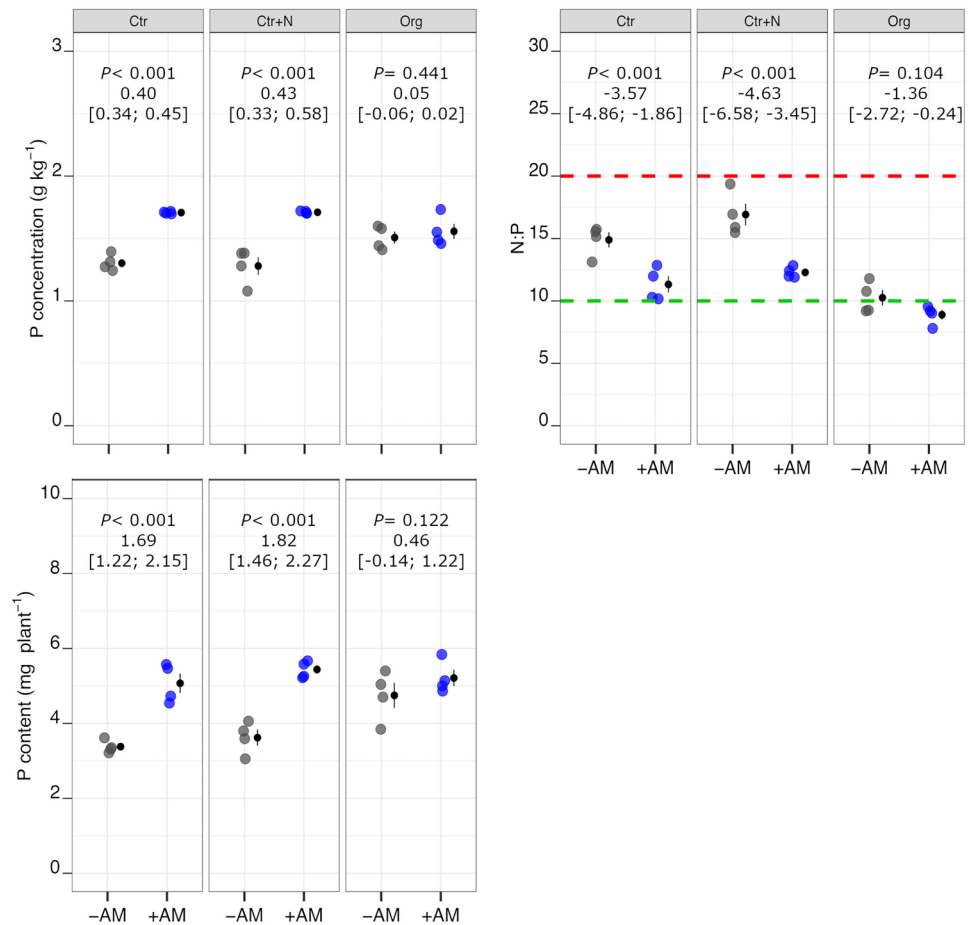 Ctr
Ctr+N
Org
3
2
1
0
P concentration (g kg⁻¹)
P< 0.001
0.40
[0.34; 0.45]
P< 0.001
0.43
[0.33; 0.58]
P= 0.441
0.05
[-0.06; 0.02]
Ctr
Ctr+N
Org
30
25
20
15
10
5
0
N:P
P< 0.001
-3.57
[-4.86; -1.86]
P< 0.001
-4.63
[-6.58; -3.45]
P= 0.104
-1.36
[-2.72; -0.24]
−AM +AM
−AM +AM
−AM +AM
10
8
6
4
2
0
P content (mg plant⁻¹)
P< 0.001
1.69
[1.22; 2.15]
P< 0.001
1.82
[1.46; 2.27]
P= 0.122
0.46
[-0.14; 1.22]
−AM +AM
−AM +AM
−AM +AM